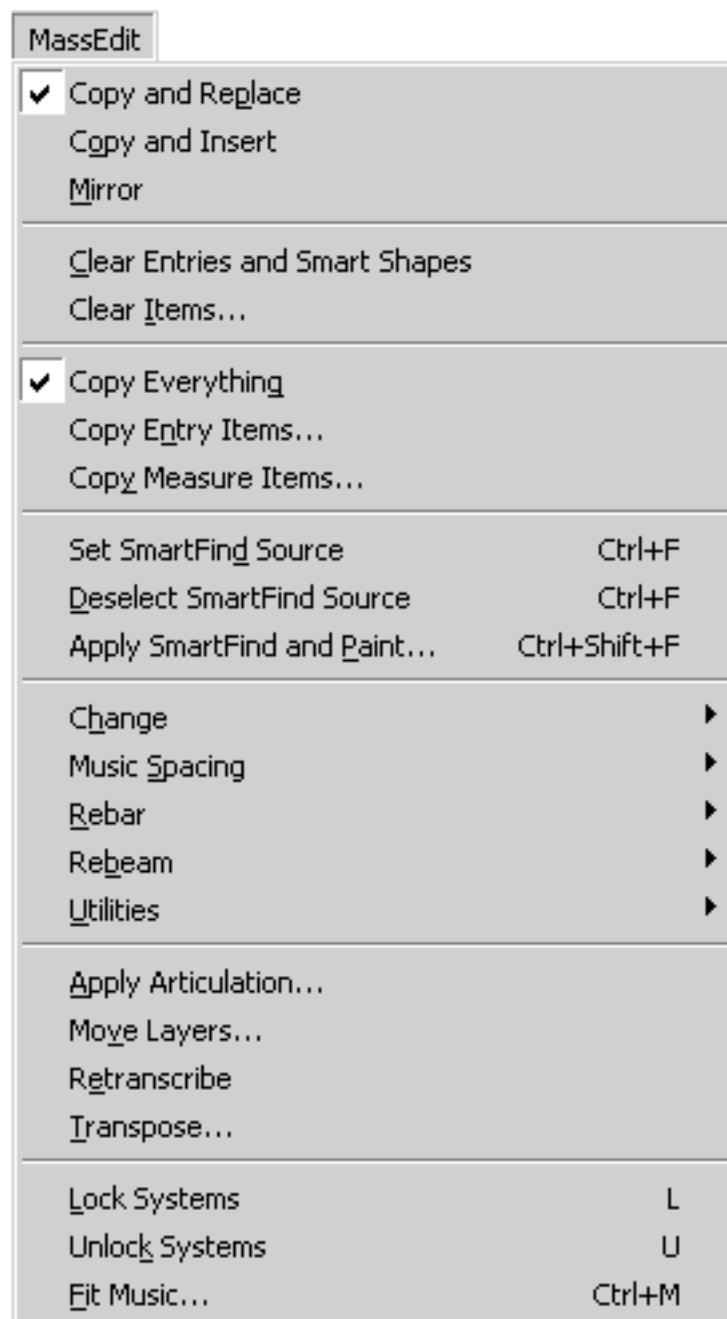 MassEdit
Copy and Replace
Copy and Insert
Mirror
Clear Entries and Smart Shapes
Clear Items...
Copy Everything
Copy Entry Items...
Copy Measure Items...
Set SmartFind Source Ctrl+F
Deselect SmartFind Source Ctrl+F
Apply SmartFind and Paint... Ctrl+Shift+F
Change
Music Spacing
Rebar
Rebeam
Utilities
Apply Articulation...
Move Layers...
Retranscribe
Transpose...
Lock Systems L
Unlock Systems U
Fit Music... Ctrl+M